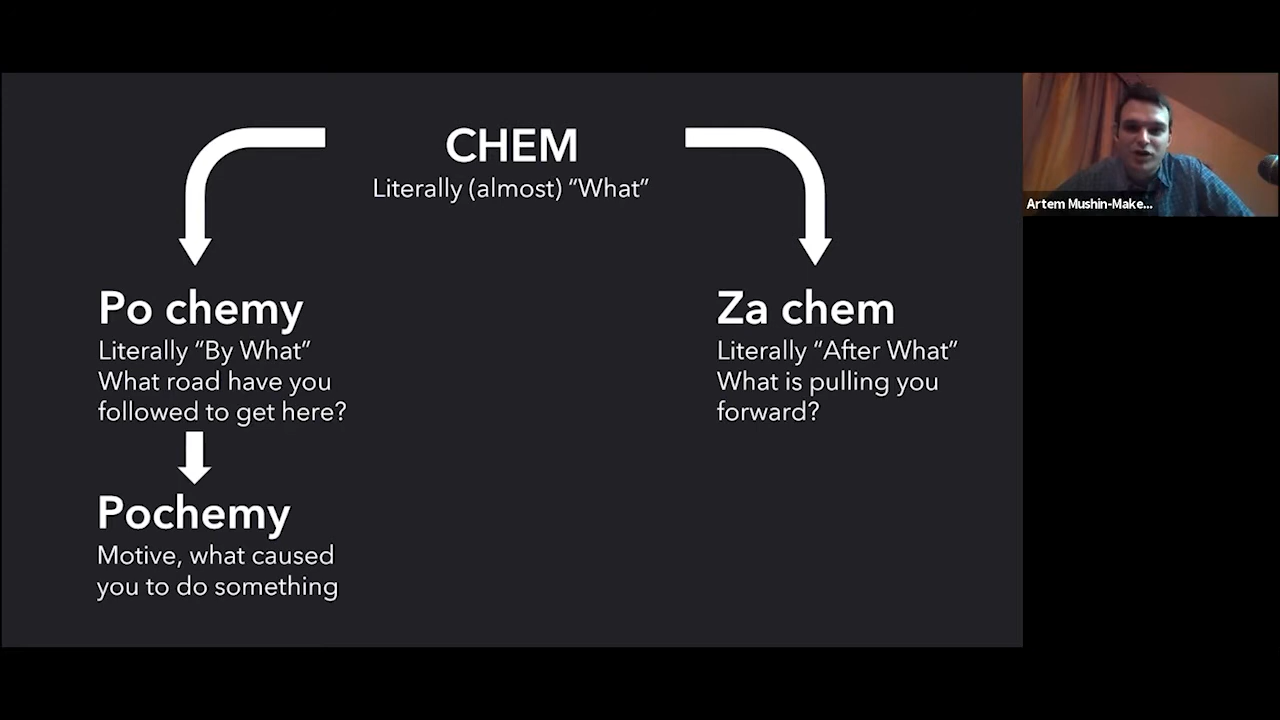 CHEM
Literally (almost) “What”
Po chemy
Literally “By What”
What road have you
followed to get here?
Za chem
Literally “After What”
What is pulling you
forward?
Pochemy
Motive, what caused
you to do something
Artem Mushin-Make...